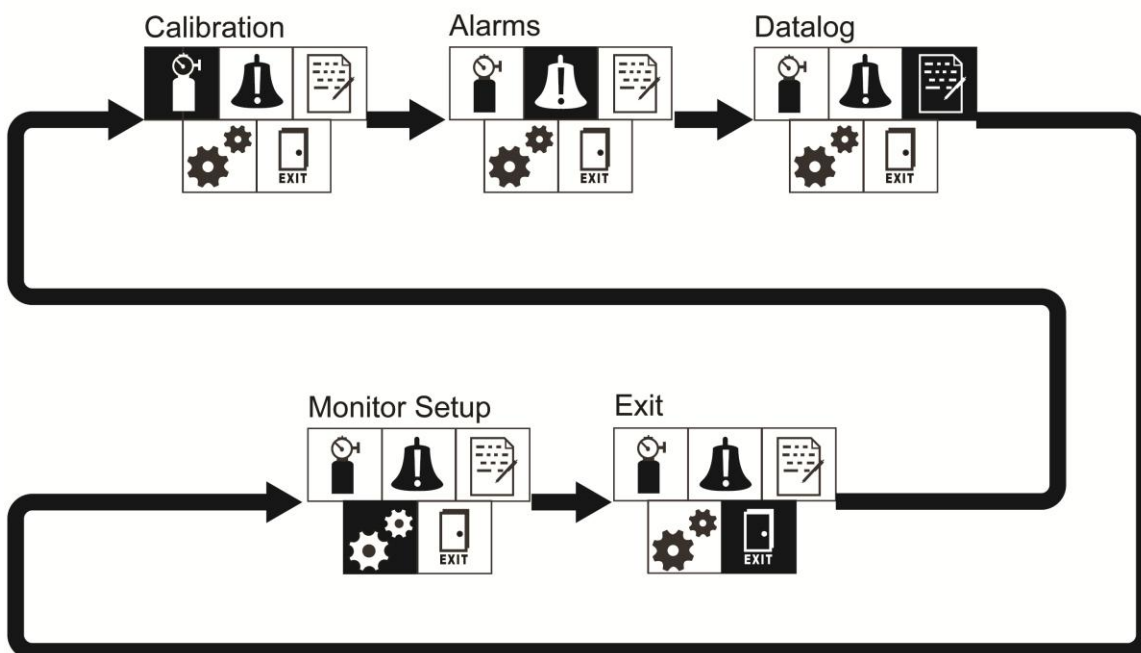 Calibration
Alarms
Datalog
EXIT
EXIT
EXIT
Monitor Setup
Exit
EXIT
EXIT